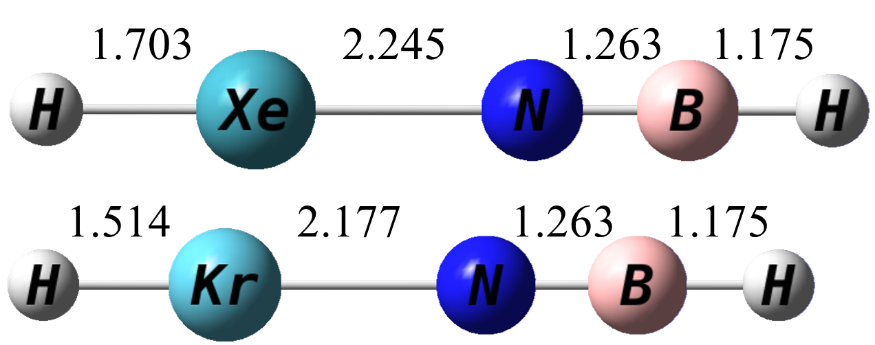 1.703 2.245 1.263 1.175
H Xe N B H
1.514 2.177 1.263 1.175
H Kr N B H